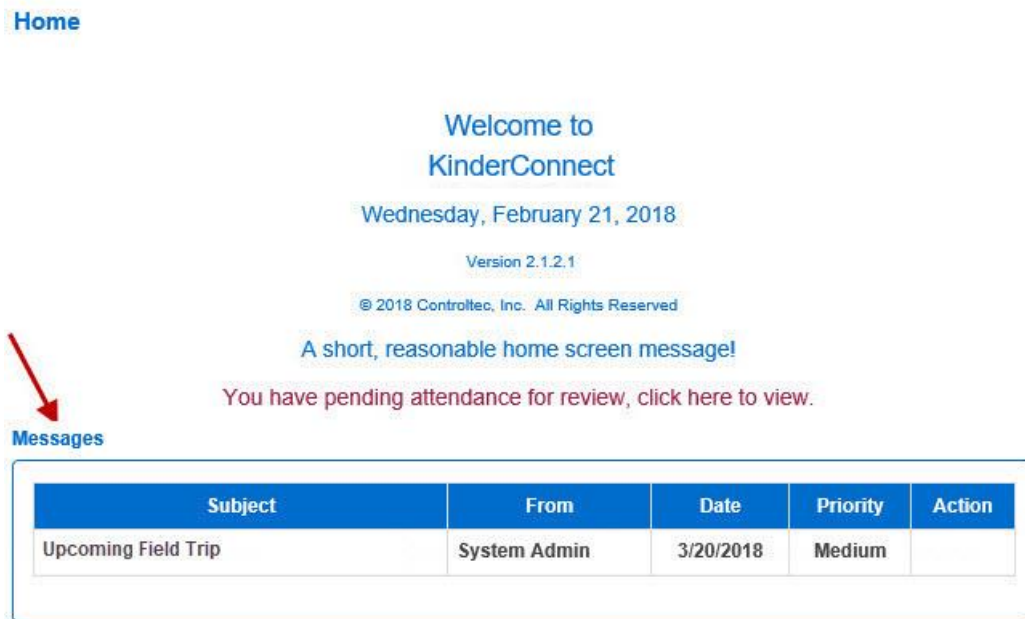 Home
Welcome to
KinderConnect
Wednesday, February 21, 2018
Version 2.1.2.1
© 2018 Controltec, Inc. All Rights Reserved
A short, reasonable home screen message!
You have pending attendance for review, click here to view.
Messages
Subject From Date Priority Action
Upcoming Field Trip System Admin 3/20/2018 Medium